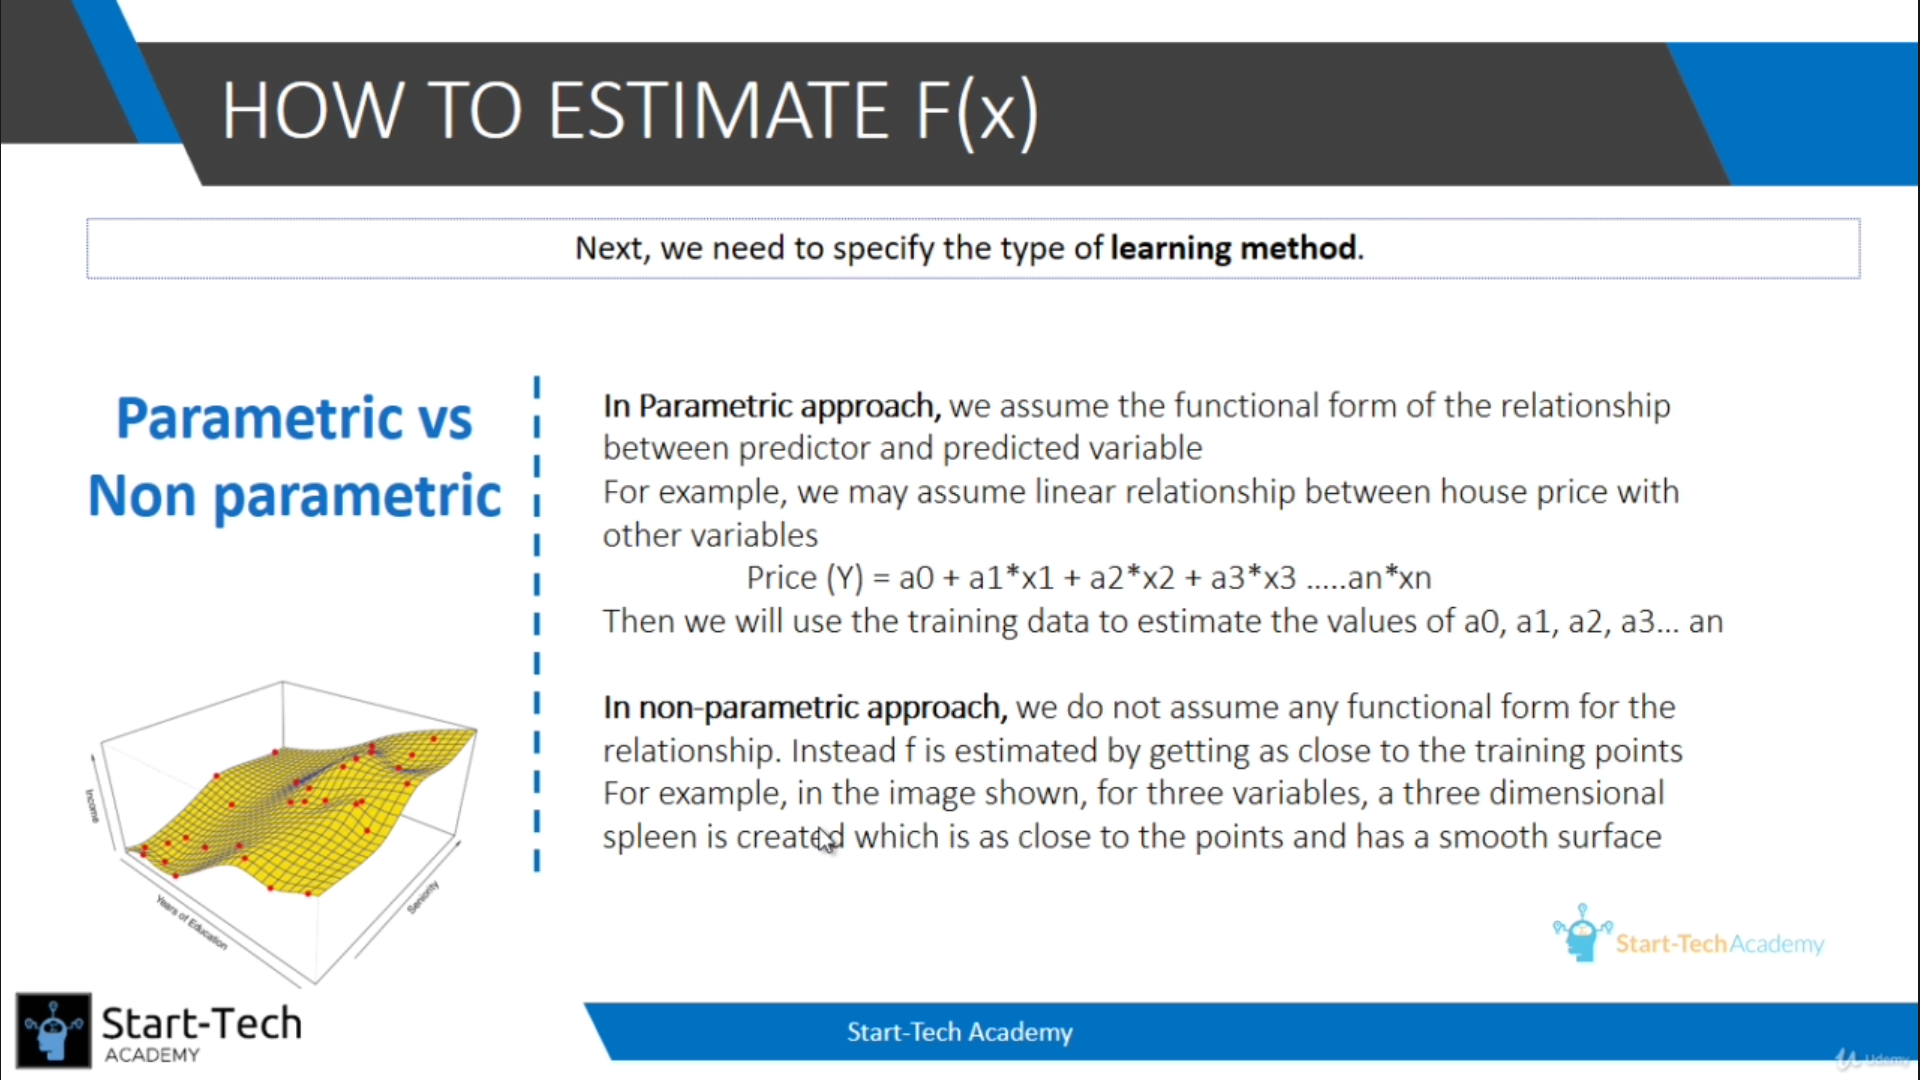 HOW TO ESTIMATE F(x)
Next, we need to specify the type of learning method.
Parametric vs
Non parametric
In Parametric approach, we assume the functional form of the relationship
between predictor and predicted variable
For example, we may assume linear relationship between house price with
other variables
Price (Y) = a0 + a1*x1 + a2*x2 + a3*x3 .....an*xn
Then we will use the training data to estimate the values of a0, a1, a2, a3... an
In non-parametric approach, we do not assume any functional form for the
relationship. Instead f is estimated by getting as close to the training points
For example, in the image shown, for three variables, a three dimensional
spleen is created which is as close to the points and has a smooth surface
Income
Years of Education
Seniority
Start-Tech Academy
Start-Tech
ACADEMY
Start-Tech Academy
Udemy